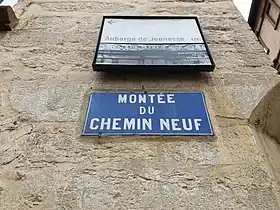 Auberge de Jeunesse
MONTÉE
DU
CHEMIN NEUF